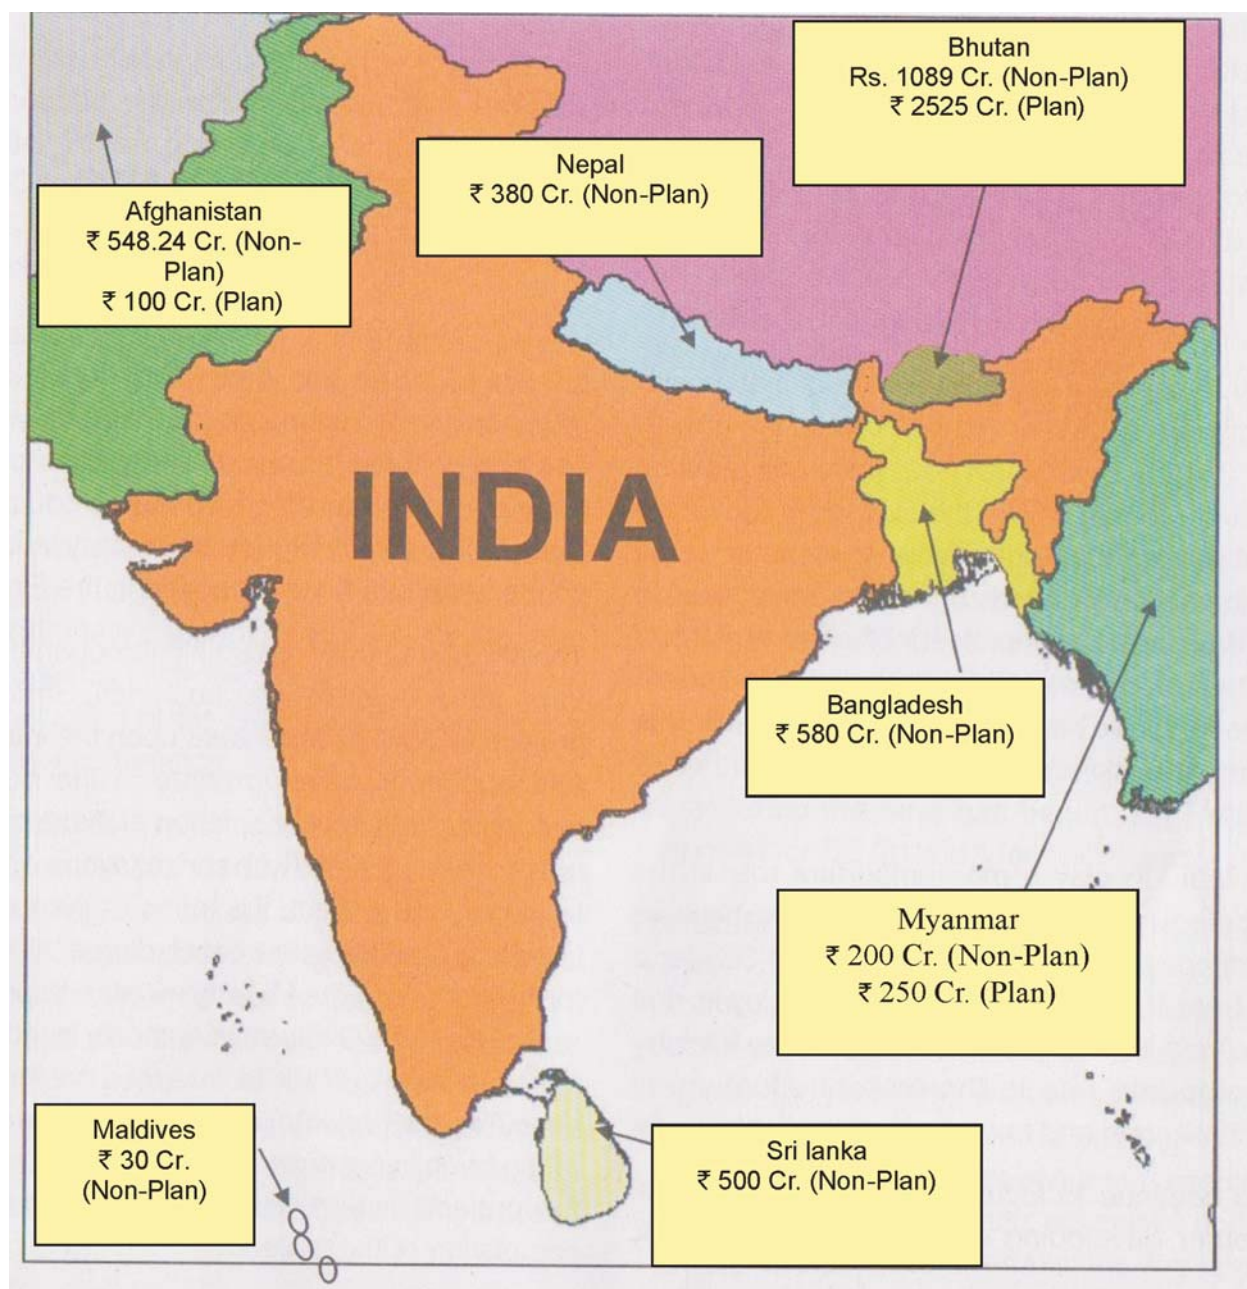 Bhutan
Rs. 1089 Cr. (Non-Plan)
₹ 2525 Cr. (Plan)
Nepal
₹ 380 Cr. (Non-Plan)
Afghanistan
₹ 548.24 Cr. (Non-
Plan)
₹ 100 Cr. (Plan)
INDIA
Bangladesh
₹ 580 Cr. (Non-Plan)
Myanmar
₹ 200 Cr. (Non-Plan)
₹ 250 Cr. (Plan)
Maldives
₹ 30 Cr.
(Non-Plan)
Sri lanka
₹ 500 Cr. (Non-Plan)